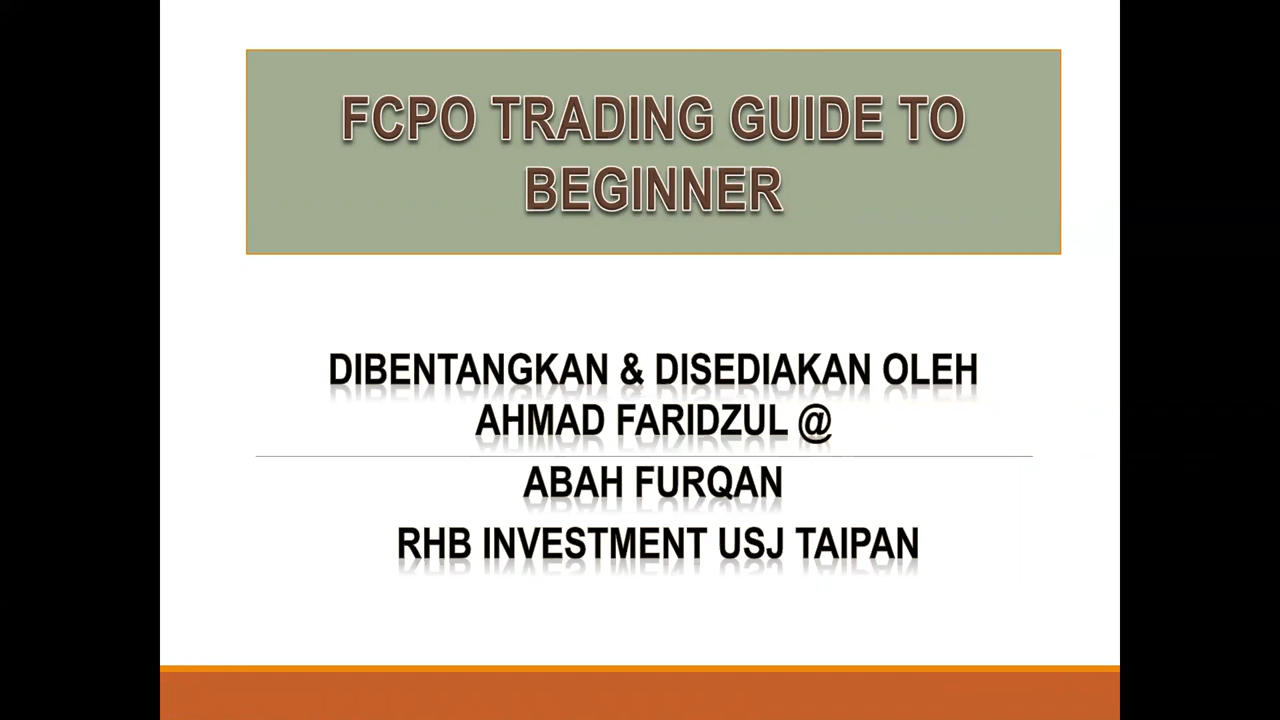 FCPO TRADING GUIDE TO
BEGINNER
DIBENTANGKAN & DISEDIAKAN OLEH
AHMAD FARIDZUL @
ABAH FURQAN
RHB INVESTMENT USJ TAIPAN